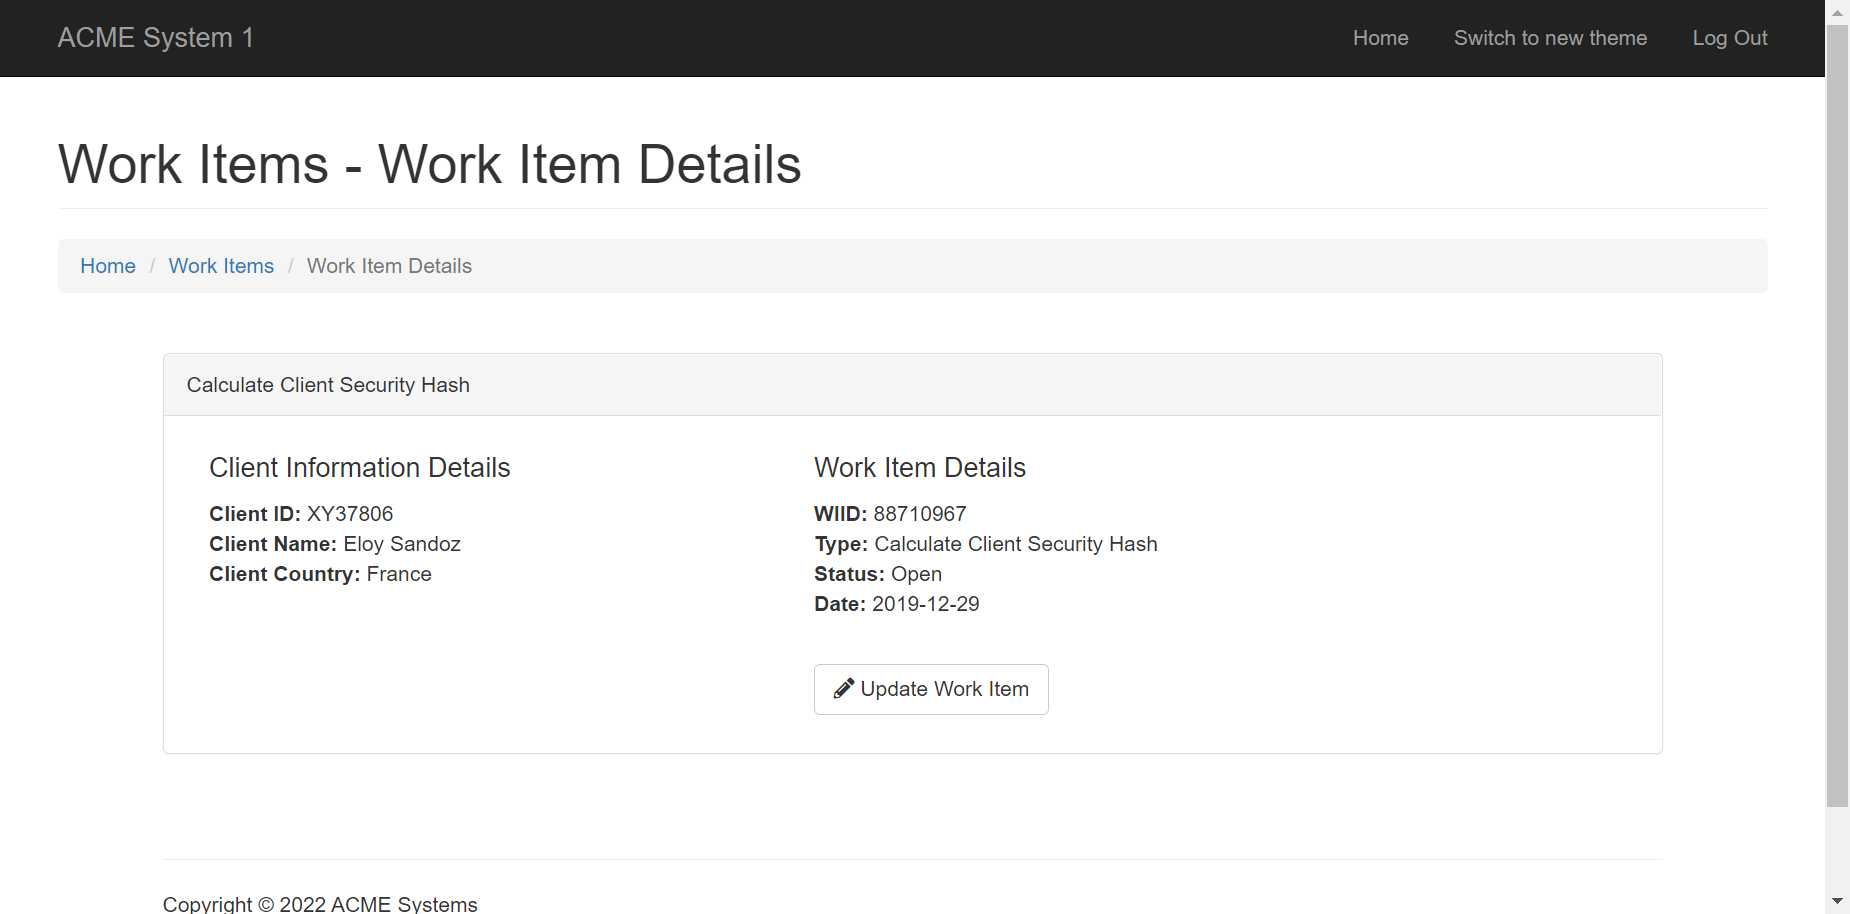 ACME System 1
Home
Switch to new theme
Log Out
Work Items - Work Item Details
Home / Work Items / Work Item Details
Calculate Client Security Hash
Client Information Details
Client ID: XY37806
Client Name: Eloy Sandoz
Client Country: France
Work Item Details
WIID: 88710967
Type: Calculate Client Security Hash
Status: Open
Date: 2019-12-29
Update Work Item
Copyright © 2022 ACME Systems